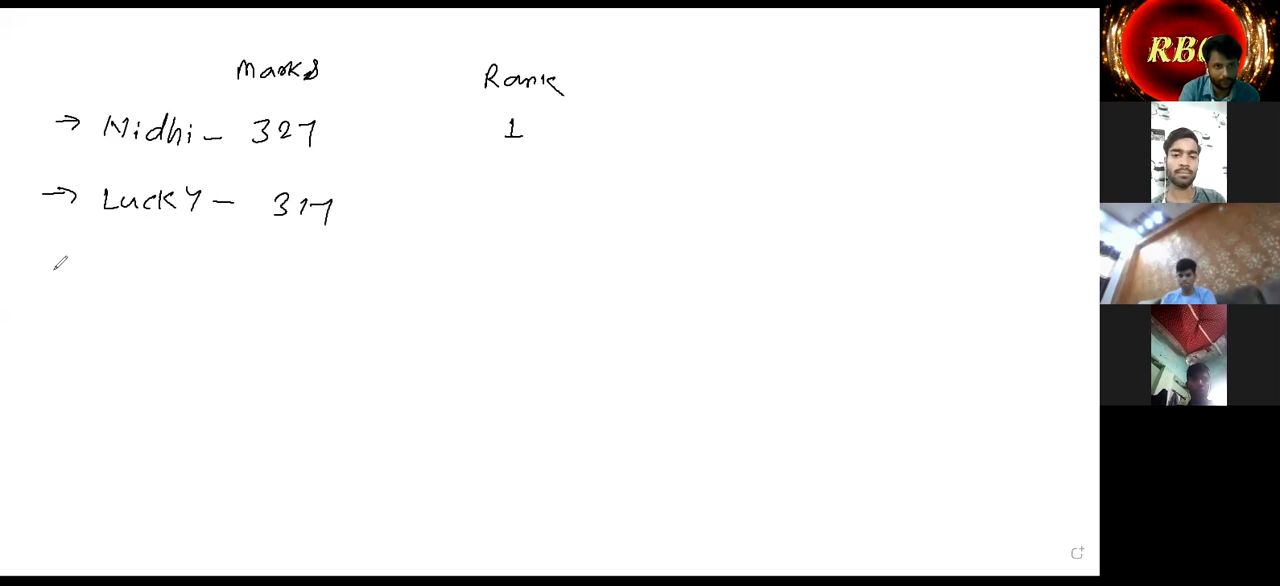 Marks Rank
→ Nidhi - 327 1
→ Lucky - 317
RBC